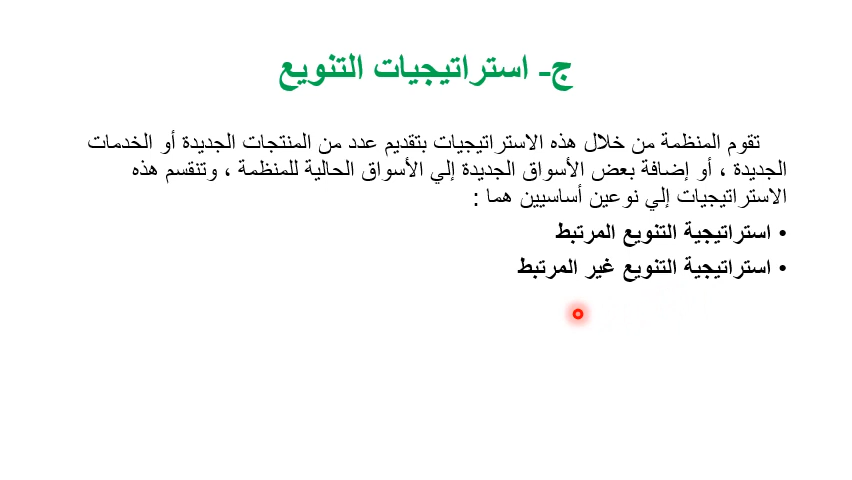 ج- استراتيجيات التنويع
تقوم المنظمة من خلال هذه الاستراتيجيات بتقديم عدد من المنتجات الجديدة أو الخدمات
الجديدة ، أو إضافة بعض الأسواق الجديدة إلي الأسواق الحالية للمنظمة ، وتنقسم هذه
الاستراتيجيات إلي نوعين أساسيين هما :
• استراتيجية التنويع المرتبط
• استراتيجية التنويع غير المرتبط